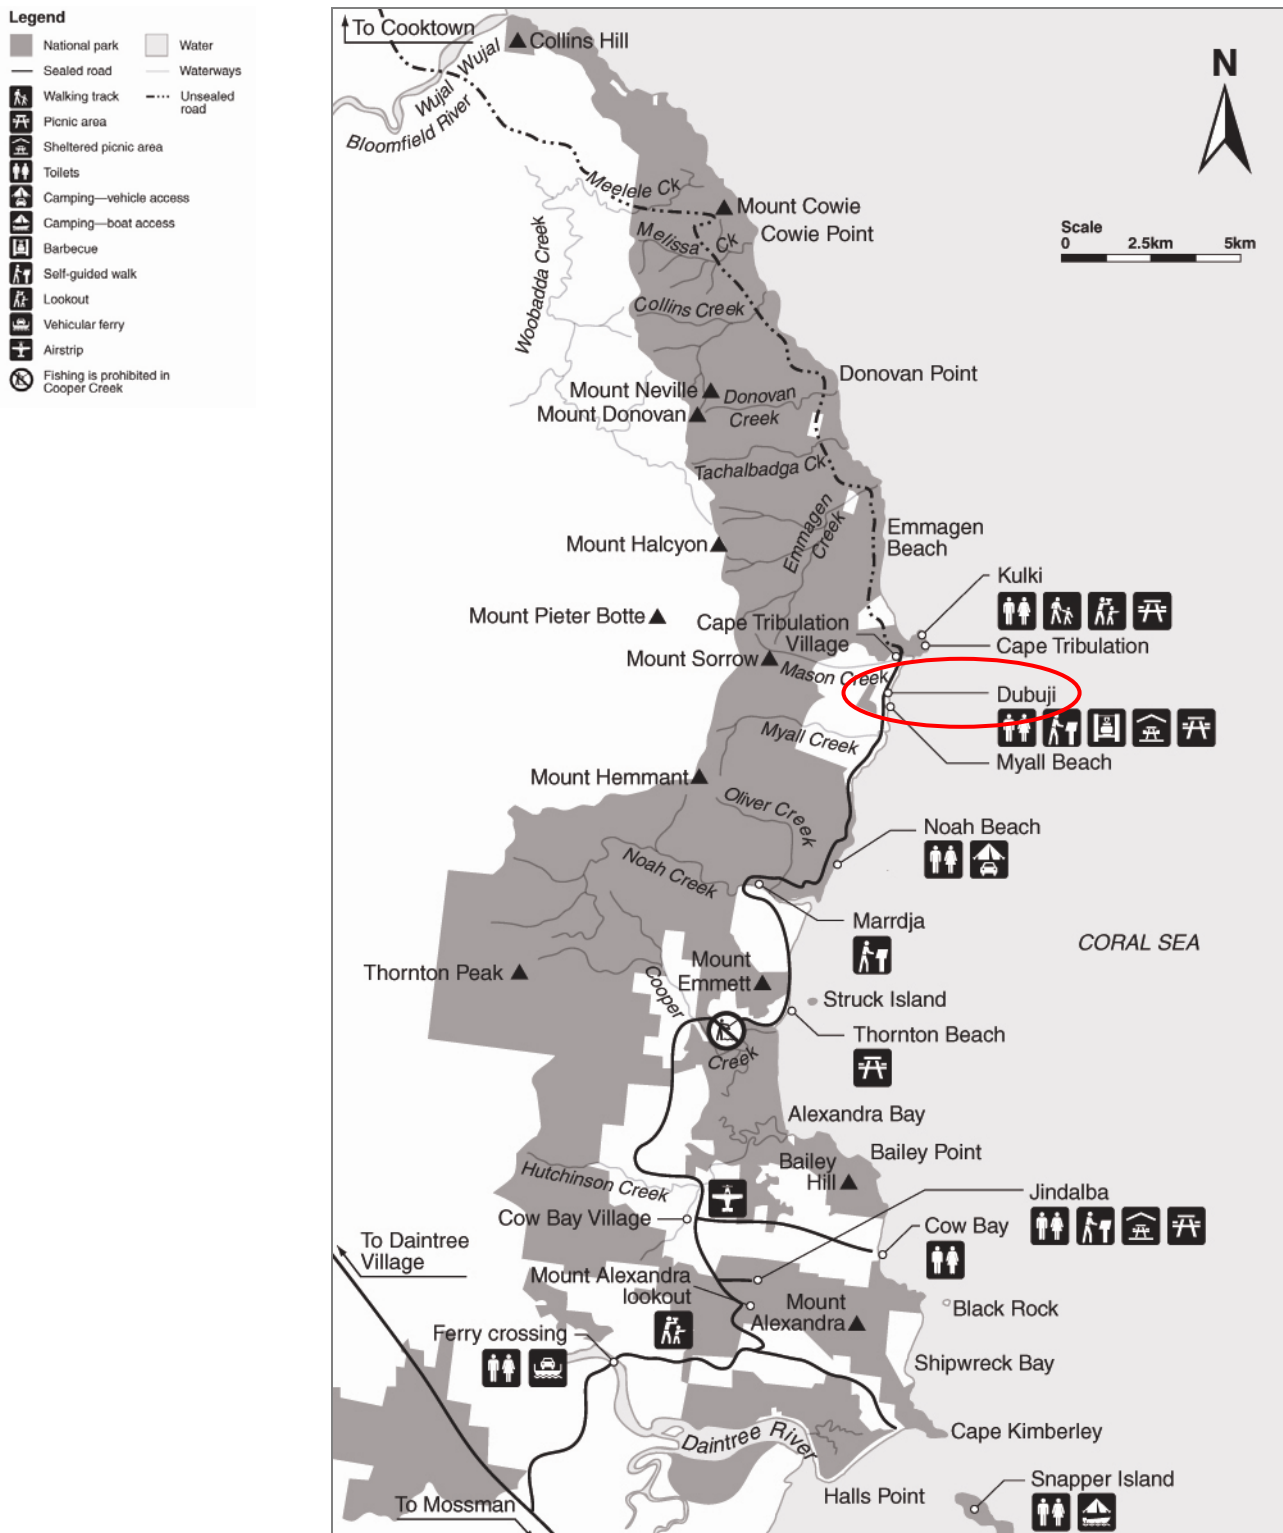 Legend
National park
Water
Sealed road
Waterways
Walking track
Unsealed
road
Picnic area
Sheltered picnic area
Toilets
Camping—vehicle access
Camping—boat access
Barbecue
Self-guided walk
Lookout
Vehicular ferry
Airstrip
Fishing is prohibited in
Cooper Creek
To Cooktown
Collins Hill
Wujal Wujal
Bloomfield River
N
Meelele Ck
Mount Cowie
Cowie Point
Melissa Ck
Scale
0 2.5km 5km
Woobadda Creek
Collins Creek
Donovan Point
Mount Neville
Donovan
Creek
Mount Donovan
Tachalbadga Ck
Emmagen
Creek
Emmagen
Beach
Mount Halcyon
Kulki
Mount Pieter Botte
Cape Tribulation
Village
Cape Tribulation
Mount Sorrow
Mason Creek
Dubuji
Myall Creek
Myall Beach
Mount Hemmant
Oliver Creek
Noah Beach
Noah Creek
Marrdja
CORAL SEA
Thornton Peak
Cooper
Creek
Mount
Emmett
Struck Island
Thornton Beach
Alexandra Bay
Bailey Point
Bailey
Hill
Hutchinson Creek
Jindalba
Cow Bay Village
Cow Bay
To Daintree
Village
Mount Alexandra
lookout
Mount
Alexandra
Black Rock
Ferry crossing
Shipwreck Bay
Daintree River
Cape Kimberley
Halls Point
Snapper Island
To Mossman